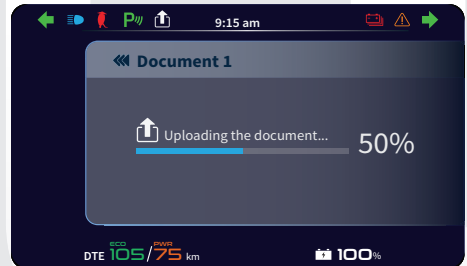 P
9:15 am
Document 1
Uploading the document...
50%
ECO PWR
DTE 105/75 km
100%